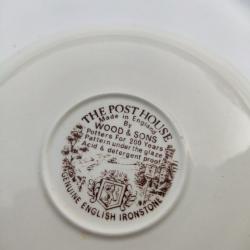 THE POST HOUSE
Made in England
By
WOOD & SONS
Potters For 200 Years
Pattern under the glaze
Acid & detergent proof
GENUINE ENGLISH IRONSTONE